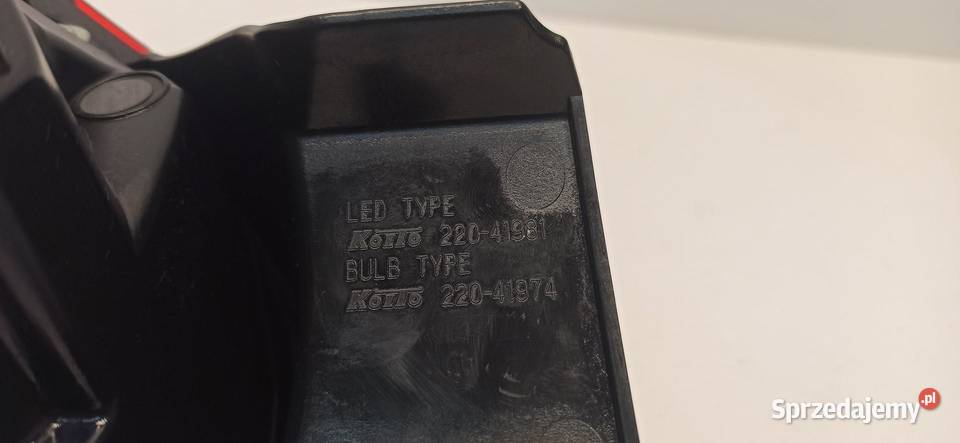 LED TYPE
KOITO 220-41981
BULB TYPE
KOITO 220-41974
Sprzedajemy.pl